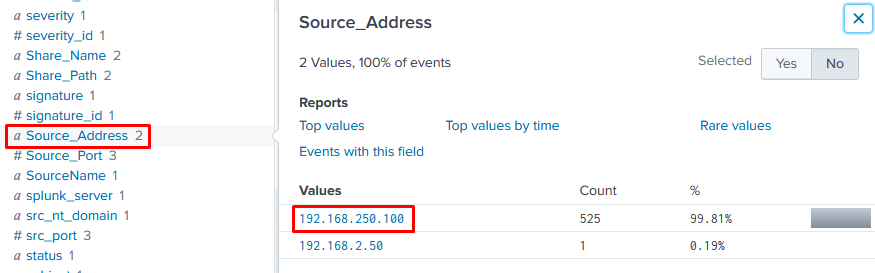 a severity 1
# severity_id 1
a Share_Name 2
a Share_Path 2
a signature 1
# signature_id 1
a Source_Address 2
# Source_Port 3
a SourceName 1
a splunk_server 1
a src_nt_domain 1
# src_port 3
a status 1
Source_Address
2 Values, 100% of events
Selected Yes No
Reports
Top values Top values by time Rare values
Events with this field
Values Count %
192.168.250.100 525 99.81%
192.168.2.50 1 0.19%